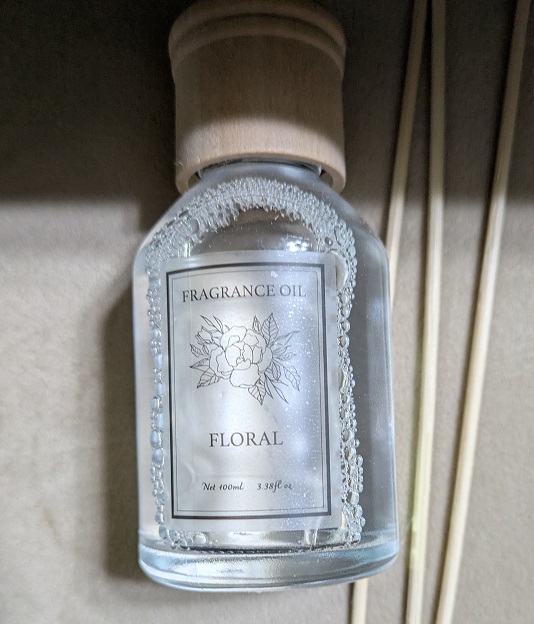 FRAGRANCE OIL
FLORAL
Net 100ml 3.38fl oz